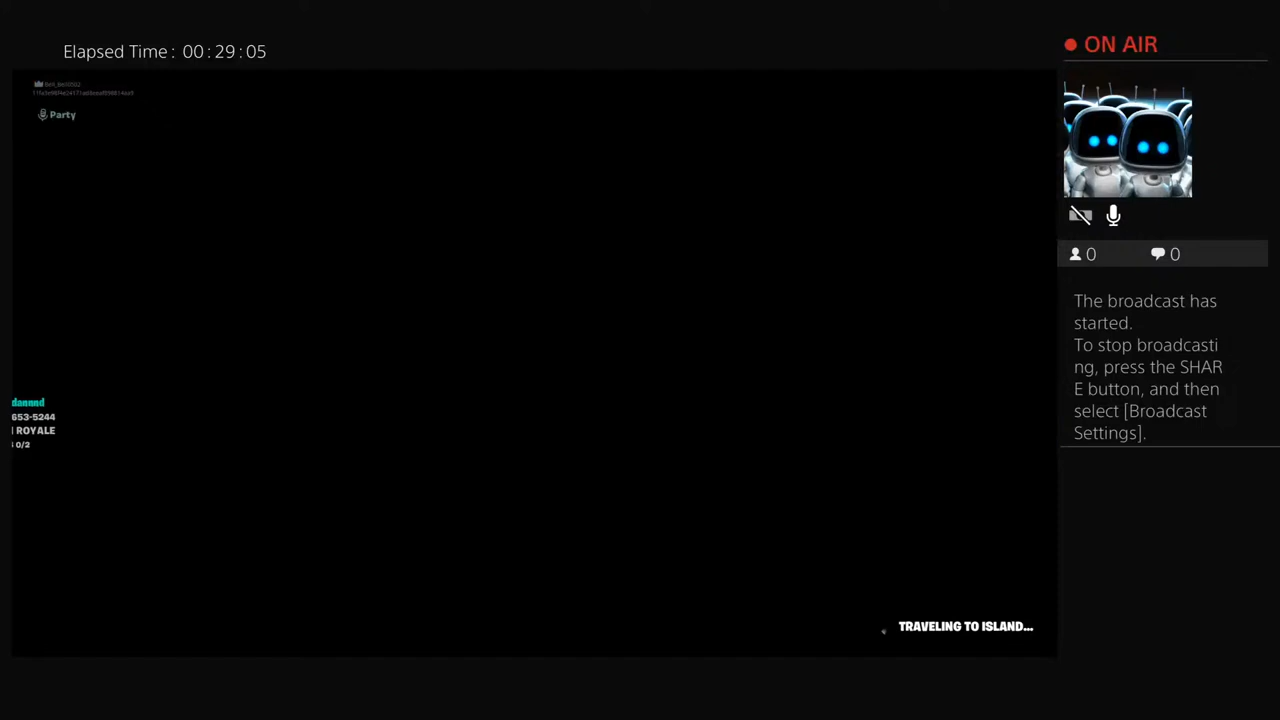 Elapsed Time : 00 : 29 : 05
ON AIR
Party
0
0
The broadcast has
started.
To stop broadcasti
ng, press the SHAR
E button, and then
select [Broadcast
Settings].
dannnd
653-5244
ROYALE
0/2
TRAVELING TO ISLAND...